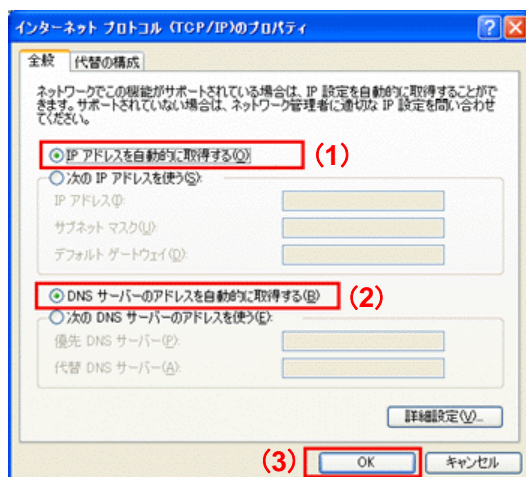 インターネット プロトコル (TCP/IP)のプロパティ
全般
代替の構成
ネットワークでこの機能がサポートされている場合は、IP 設定を自動的に取得することがで
きます。サポートされていない場合は、ネットワーク管理者に適切な IP 設定を問い合わせ
てください。
IP アドレスを自動的に取得する(O)
(1)
次の IP アドレスを使う(S):
IP アドレス(I):
サブネット マスク(U):
デフォルト ゲートウェイ(D):
DNS サーバーのアドレスを自動的に取得する(B)
(2)
次の DNS サーバーのアドレスを使う(E):
優先 DNS サーバー(P):
代替 DNS サーバー(A):
詳細設定(V)...
(3)
OK
キャンセル